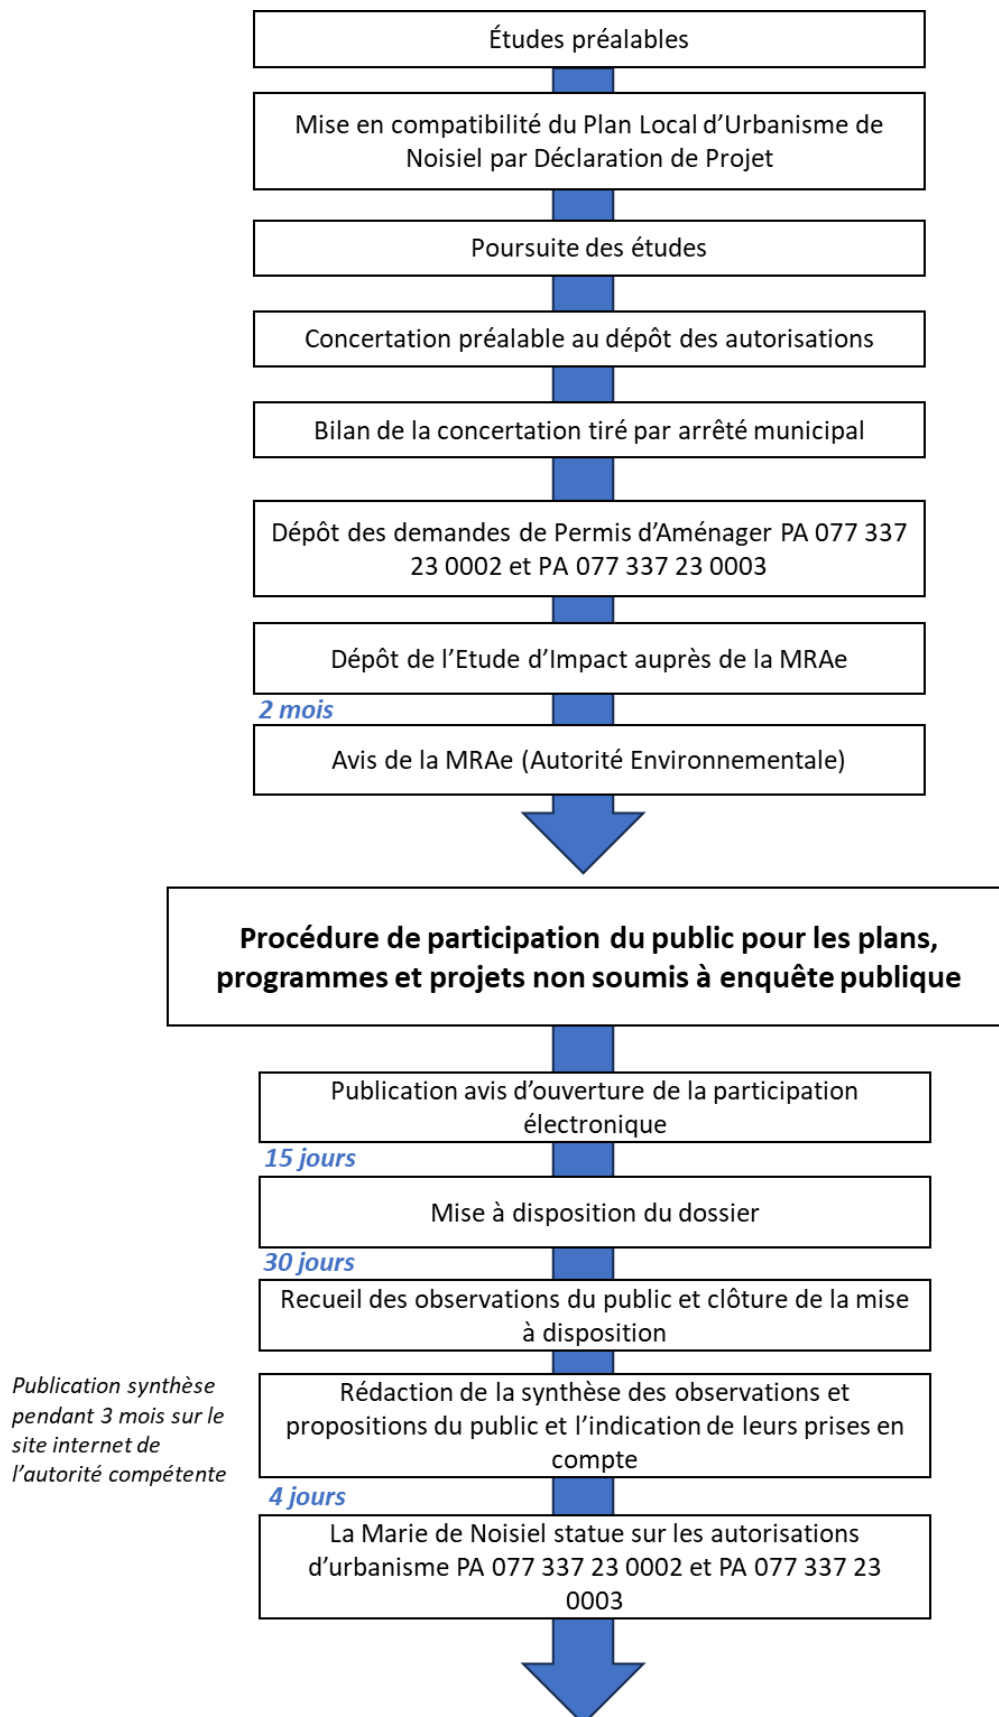 Études préalables
Mise en compatibilité du Plan Local d'Urbanisme de
Noisiel par Déclaration de Projet
Poursuite des études
Concertation préalable au dépôt des autorisations
Bilan de la concertation tiré par arrêté municipal
Dépôt des demandes de Permis d'Aménager PA 077 337
23 0002 et PA 077 337 23 0003
Dépôt de l'Etude d'Impact auprès de la MRAe
2 mois
Avis de la MRAe (Autorité Environnementale)
Procédure de participation du public pour les plans,
programmes et projets non soumis à enquête publique
Publication avis d'ouverture de la participation
électronique
15 jours
Mise à disposition du dossier
30 jours
Recueil des observations du public et clôture de la mise
à disposition
Publication synthèse
pendant 3 mois sur le
site internet de
l'autorité compétente
Rédaction de la synthèse des observations et
propositions du public et l'indication de leurs prises en
compte
4 jours
La Marie de Noisiel statue sur les autorisations
d'urbanisme PA 077 337 23 0002 et PA 077 337 23
0003